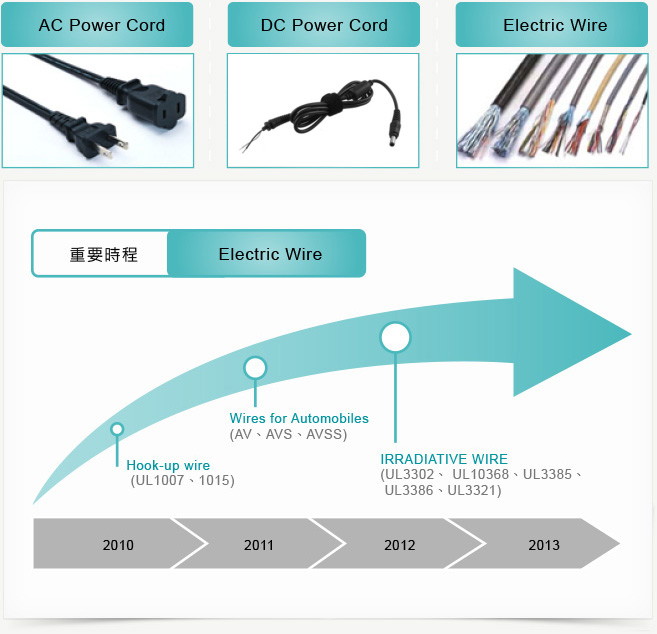 AC Power Cord
DC Power Cord
Electric Wire
重要時程
Electric Wire
Wires for Automobiles
(AV、AVS、AVSS)
Hook-up wire
(UL1007、1015)
IRRADIATIVE WIRE
(UL3302、 UL10368、UL3385、
UL3386、UL3321)
2010
2011
2012
2013